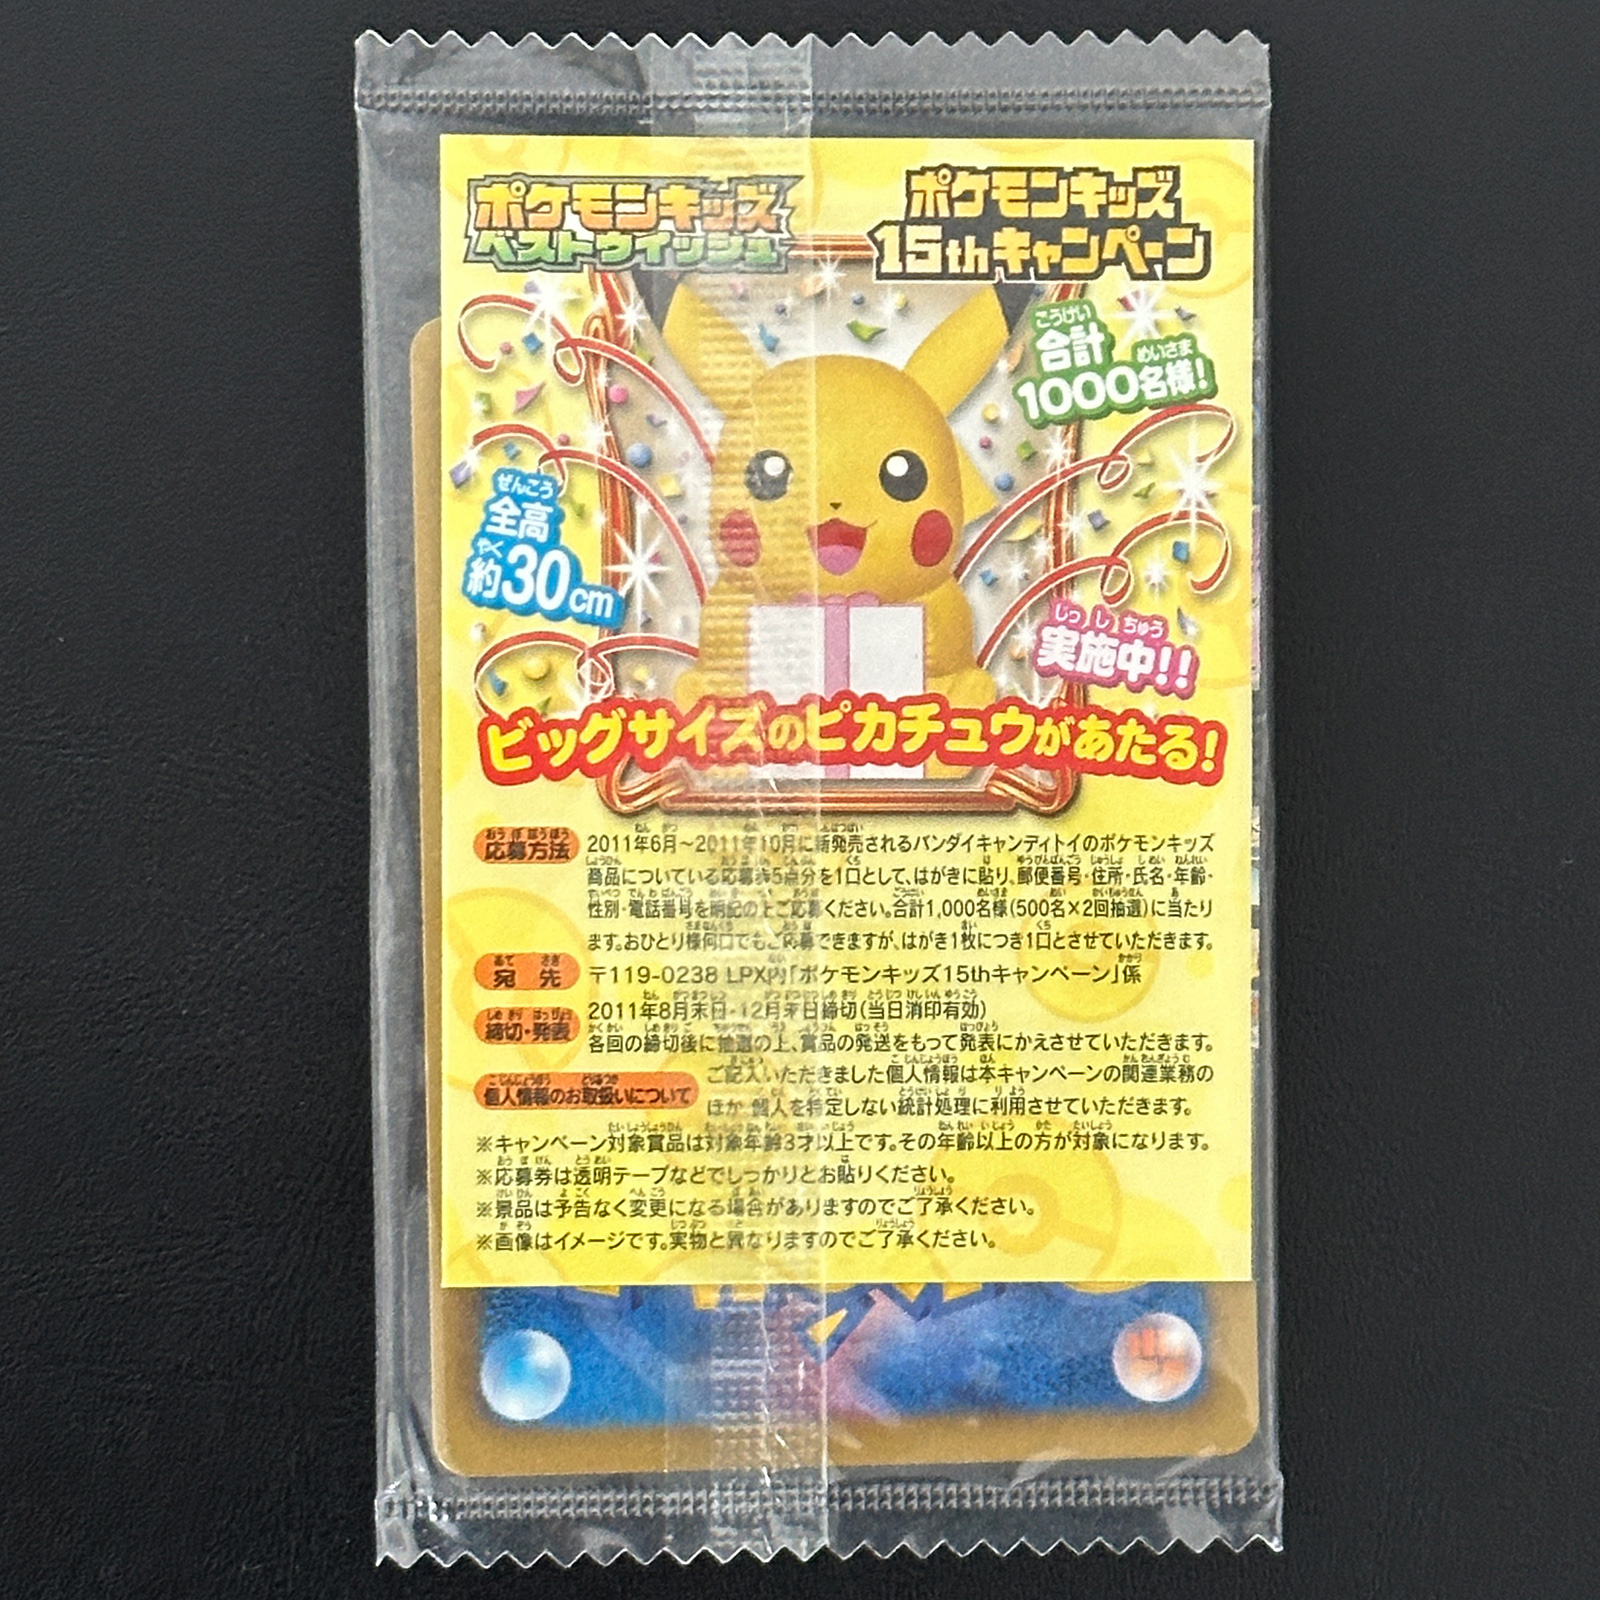 ポケモンキッズ
ベストウイッシュ
ポケモンキッズ
15thキャンペーン
こうけい めいさま
合計
1000名様!
ぜんこう
全高
やく
約30cm
じっしちゅう
実施中!!
ビッグサイズのピカチュウがあたる!
応募方法 2011年6月～2011年10月に新発売されるバンダイキャンディトイのポケモンキッズ
商品についている応募券5点分を1口として、はがきに貼り、郵便番号・住所・氏名・年齢・
性別・電話番号を明記の上ご応募ください。合計1,000名様(500名×2回抽選)に当たり
ます。おひとり様何口でもご応募できますが、はがき1枚につき1口とさせていただきます。
宛先 〒119-0238 LPX内「ポケモンキッズ15thキャンペーン」係
締切・発表 2011年8月末日・12月末日締切(当日消印有効)
各回の締切後に抽選の上、賞品の発送をもって発表にかえさせていただきます。
個人情報のお取扱いについて ご記入いただきました個人情報は本キャンペーンの関連業務の
ほか 個人を特定しない統計処理に利用させていただきます。
※キャンペーン対象賞品は対象年齢3才以上です。その年齢以上の方が対象になります。
※応募券は透明テープなどでしっかりとお貼りください。
※景品は予告なく変更になる場合がありますのでご了承ください。
※画像はイメージです。実物と異なりますのでご了承ください。